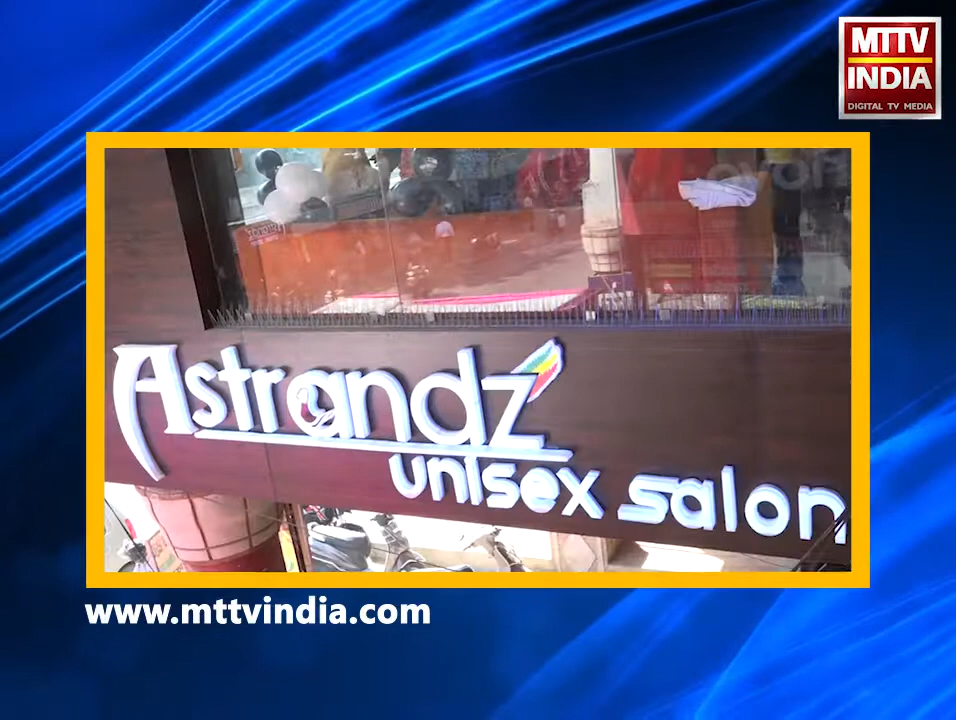 MTTV
INDIA
DIGITAL TV MEDIA
Astrandz
unisex salon
www.mttvindia.com